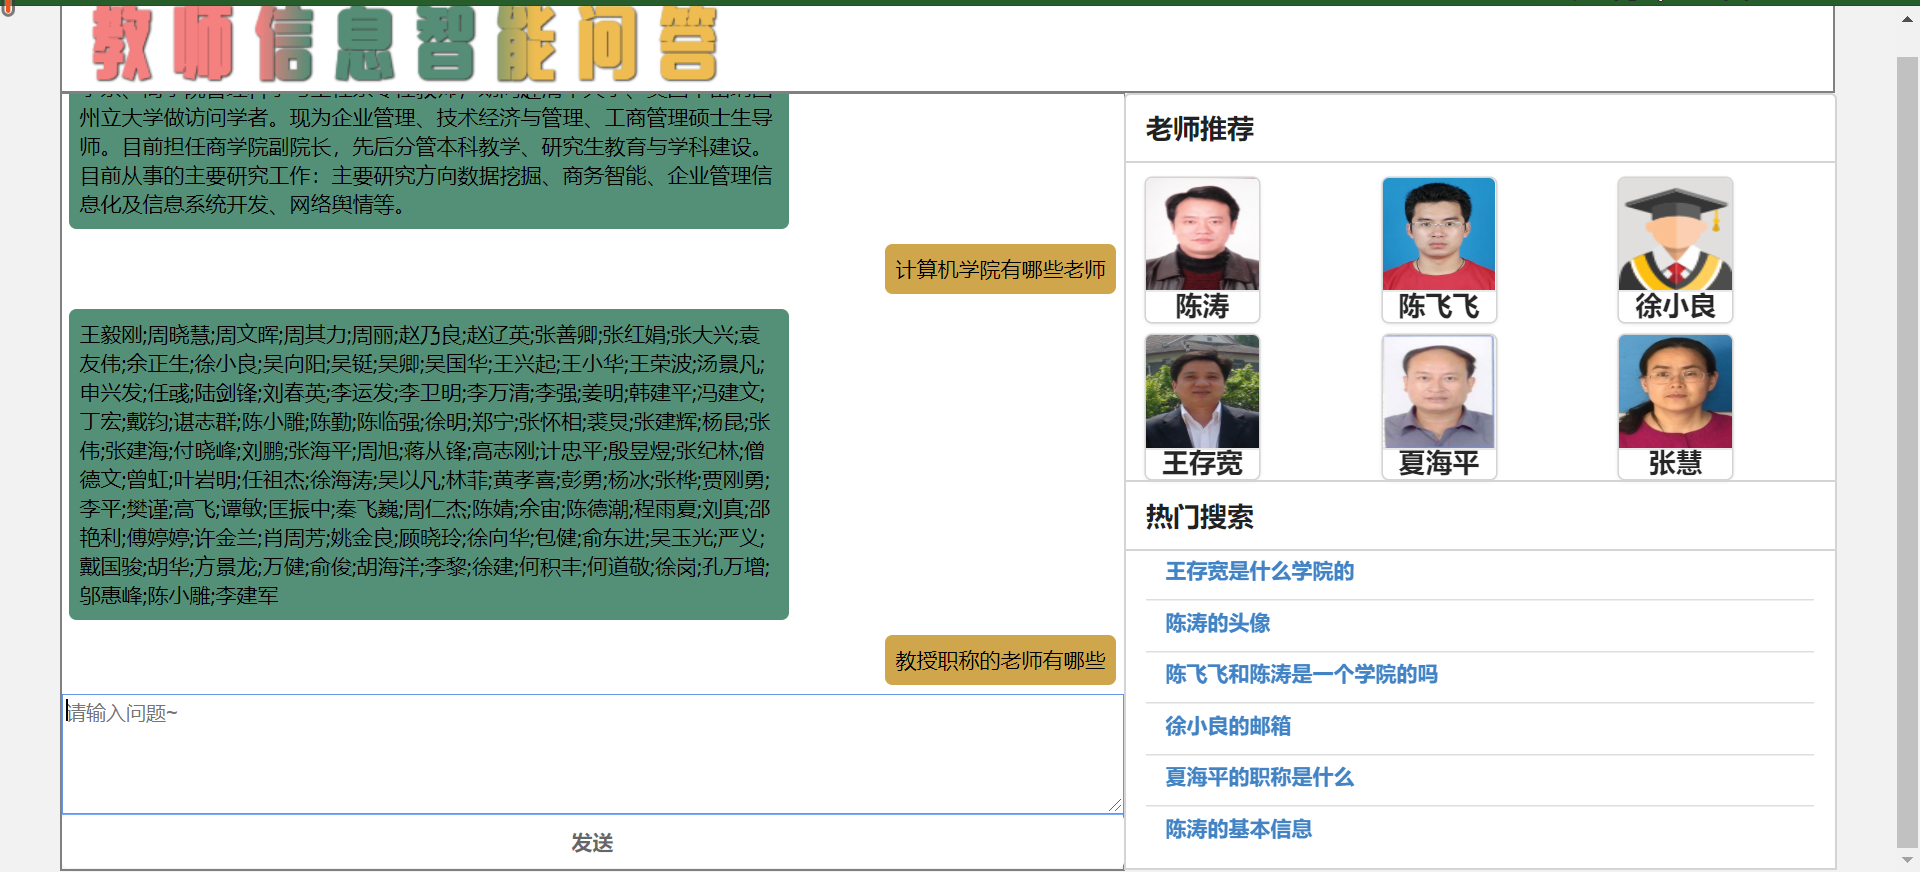 教师信息智能问答
州立大学做访问学者。现为企业管理、技术经济与管理、工商管理硕士生导
师。目前担任商学院副院长，先后分管本科教学、研究生教育与学科建设。
目前从事的主要研究工作：主要研究方向数据挖掘、商务智能、企业管理信
息化及信息系统开发、网络舆情等。
计算机学院有哪些老师
王毅刚;周晓慧;周文晖;周其力;周丽;赵乃良;赵辽英;张善卿;张红娟;张大兴;袁
友伟;余正生;徐小良;吴向阳;吴铤;吴卿;吴国华;王兴起;王小华;王荣波;汤景凡;
申兴发;任彧;陆剑锋;刘春英;李运发;李卫明;李万清;李强;姜明;韩建平;冯建文;
丁宏;戴钧;谌志群;陈小雕;陈勤;陈临强;徐明;郑宁;张怀相;裘炅;张建辉;杨昆;张
伟;张建海;付晓峰;刘鹏;张海平;周旭;蒋从锋;高志刚;计忠平;殷昱煜;张纪林;僧
德文;曾虹;叶岩明;任祖杰;徐海涛;吴以凡;林菲;黄孝喜;彭勇;杨冰;张桦;贾刚勇;
李平;樊谨;高飞;谭敏;匡振中;秦飞巍;周仁杰;陈婧;余宙;陈德潮;程雨夏;刘真;邵
艳利;傅婷婷;许金兰;肖周芳;姚金良;顾晓玲;徐向华;包健;俞东进;吴玉光;严义;
戴国骏;胡华;方景龙;万健;俞俊;胡海洋;李黎;徐建;何积丰;何道敬;徐岗;孔万增;
邬惠峰;陈小雕;李建军
教授职称的老师有哪些
请输入问题~
发送
老师推荐
陈涛
陈飞飞
徐小良
王存宽
夏海平
张慧
热门搜索
王存宽是什么学院的
陈涛的头像
陈飞飞和陈涛是一个学院的吗
徐小良的邮箱
夏海平的职称是什么
陈涛的基本信息